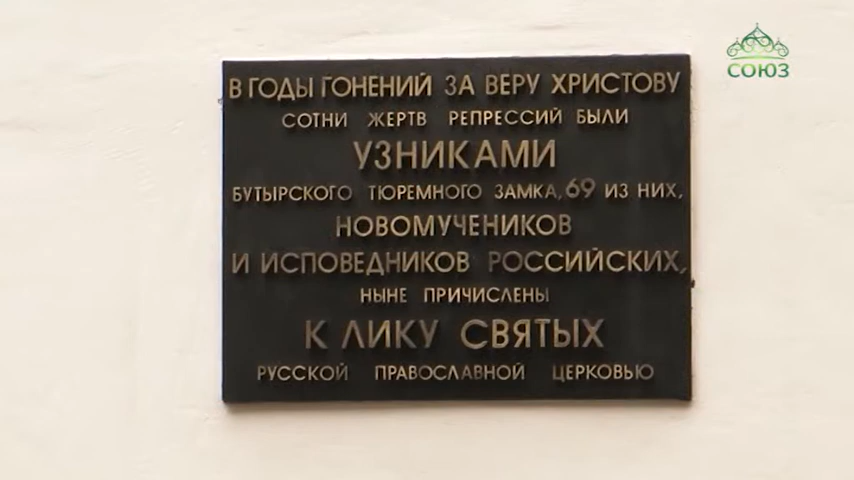 СОЮЗ
В ГОДЫ ГОНЕНИЙ ЗА ВЕРУ ХРИСТОВУ
СОТНИ ЖЕРТВ РЕПРЕССИЙ БЫЛИ
УЗНИКАМИ
БУТЫРСКОГО ТЮРЕМНОГО ЗАМКА, 69 ИЗ НИХ,
НОВОМУЧЕНИКОВ
И ИСПОВЕДНИКОВ РОССИЙСКИХ,
НЫНЕ ПРИЧИСЛЕНЫ
К ЛИКУ СВЯТЫХ
РУССКОЙ ПРАВОСЛАВНОЙ ЦЕРКОВЬЮ